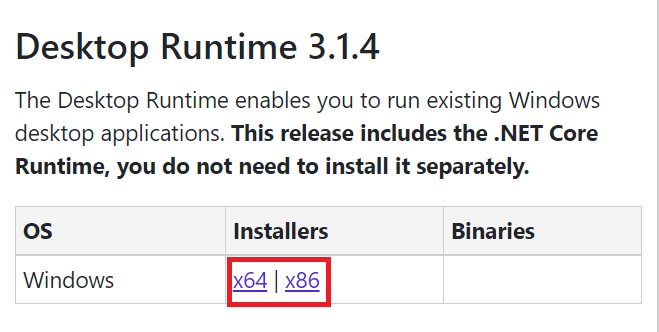 Desktop Runtime 3.1.4
The Desktop Runtime enables you to run existing Windows
desktop applications. This release includes the .NET Core
Runtime, you do not need to install it separately.
OS Installers Binaries
Windows x64 | x86